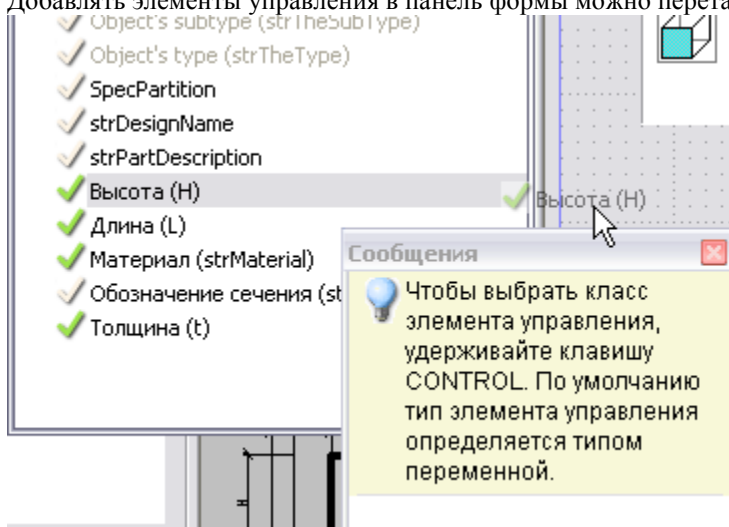 Добавлять элементы управления в панель формы можно перета
Object's subtype (strTheSubType)
Object's type (strTheType)
SpecPartition
strDesignName
strPartDescription
Высота (H)
Высота (H)
Длина (L)
Материал (strMaterial)
Обозначение сечения (st
Толщина (t)
Сообщения
Чтобы выбрать класс
элемента управления,
удерживайте клавишу
CONTROL. По умолчанию
тип элемента управления
определяется типом
переменной.
H